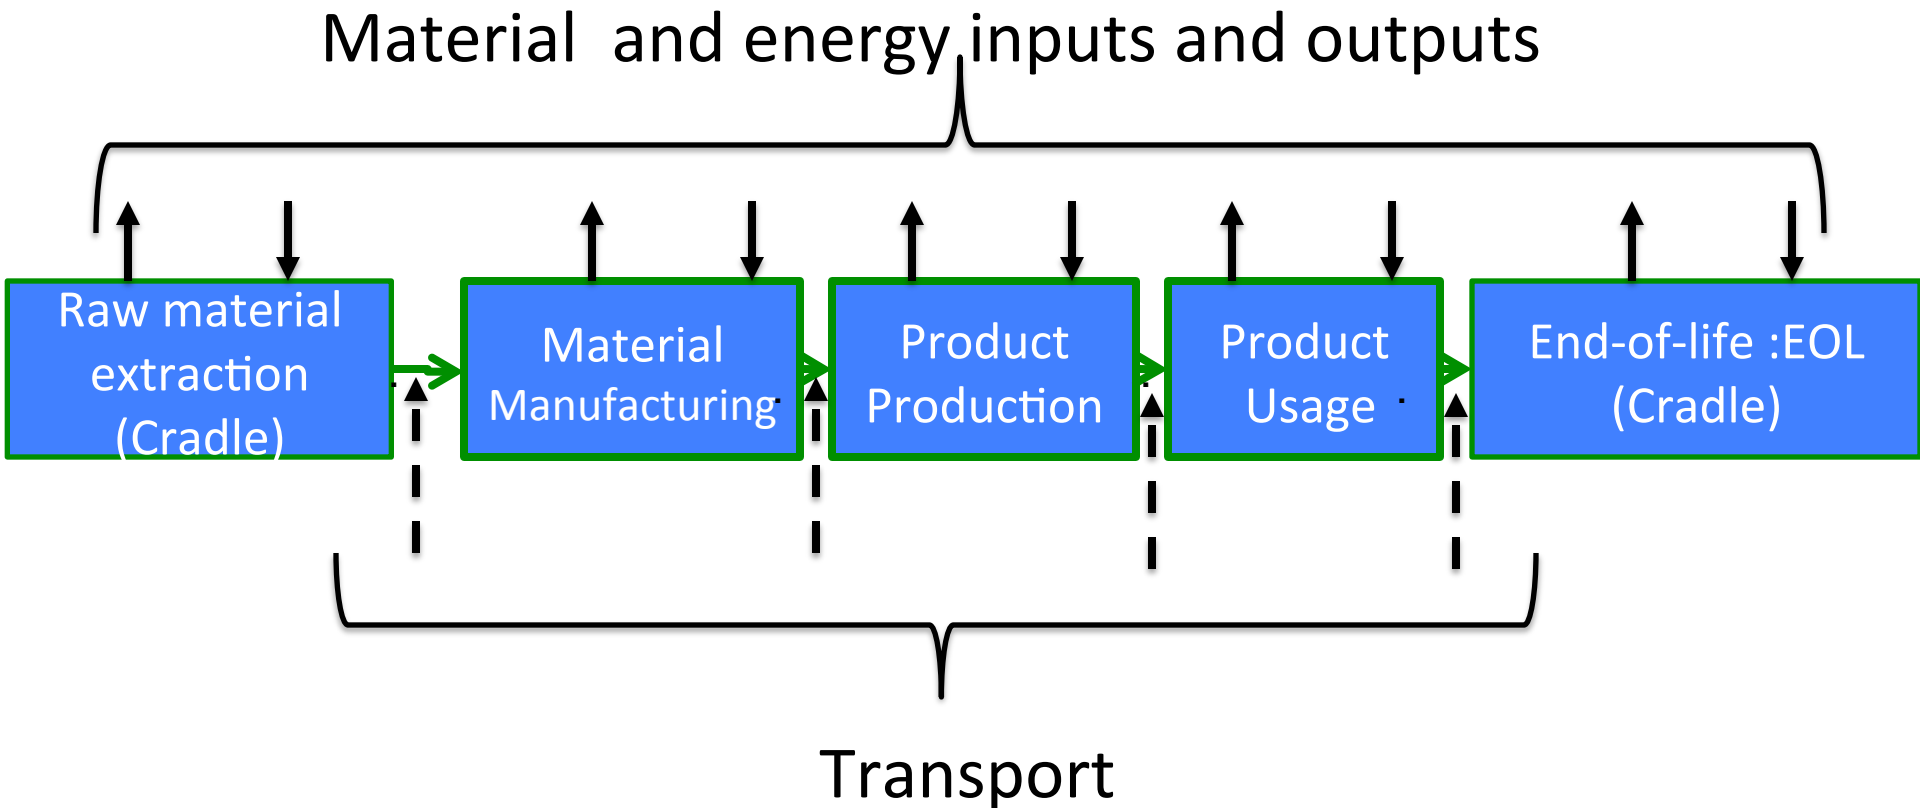 Material  and energy inputs and outputs
Raw material
extraction
(Cradle)
Material
Manufacturing
Product
Production
Product
Usage
End-of-life :EOL
(Cradle)
Transport